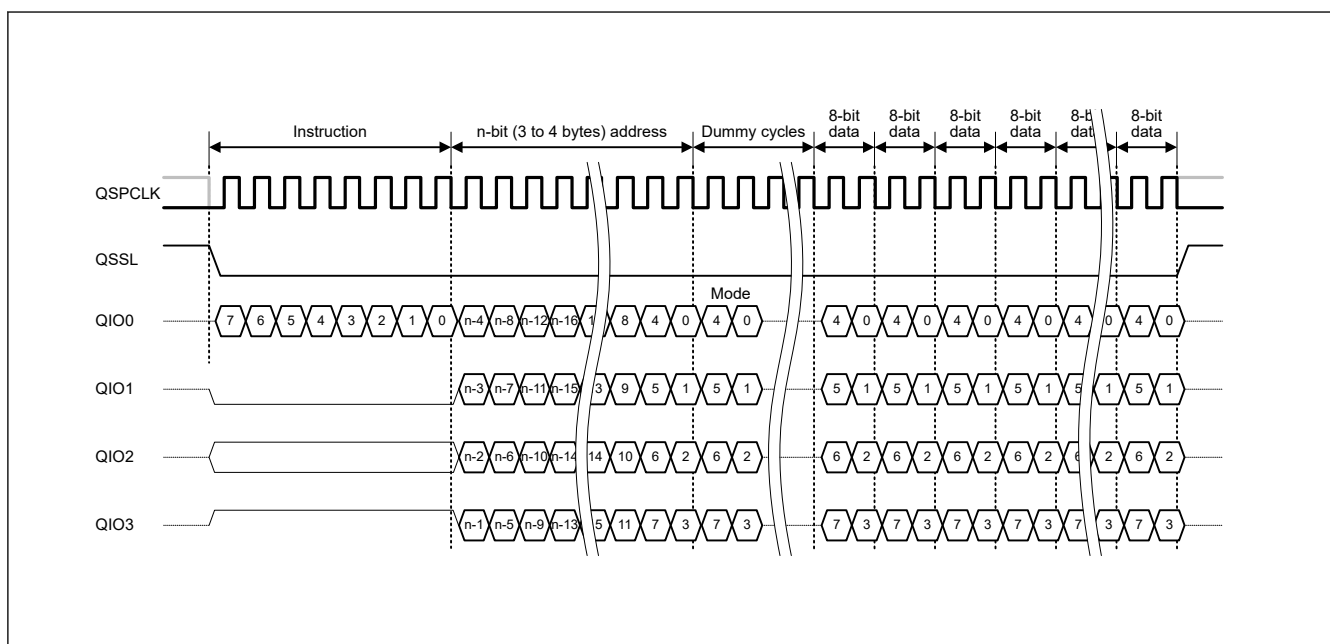 8-bit data 8-bit data 8-bit data 8-bit data 8-bit 8-bit data
Instruction n-bit (3 to 4 bytes) address Dummy cycles
QSPCLK
QSSL
Mode
QIO0 7 6 5 4 3 2 1 0 n-4 n-8 n-12 n-16 1 8 4 0 4 0 4 0 4 0 4 0 4 0 4 0 4 0
QIO1 n-3 n-7 n-11 n-15 3 9 5 1 5 1 5 1 5 1 5 1 5 1 5 1 5 1
QIO2 n-2 n-6 n-10 n-14 14 10 6 2 6 2 6 2 6 2 6 2 6 2 6 2 6 2
QIO3 n-1 n-5 n-9 n-13 5 11 7 3 7 3 7 3 7 3 7 3 7 3 7 3 7 3